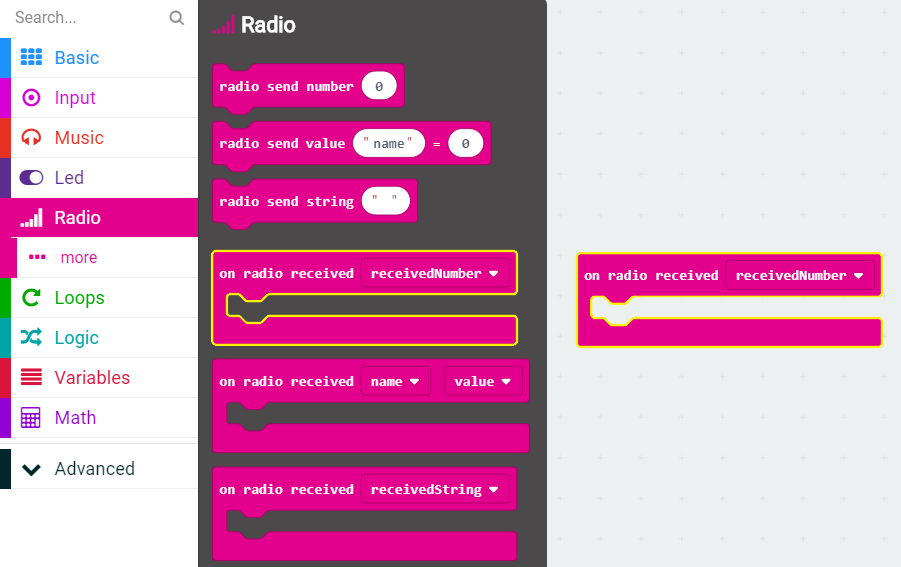 Search...
Basic
Input
Music
Led
Radio
more
Loops
Logic
Variables
Math
Advanced
Radio
radio send number 0
radio send value "name" = 0
radio send string " "
on radio received receivedNumber
on radio received name value
on radio received receivedString
on radio received receivedNumber